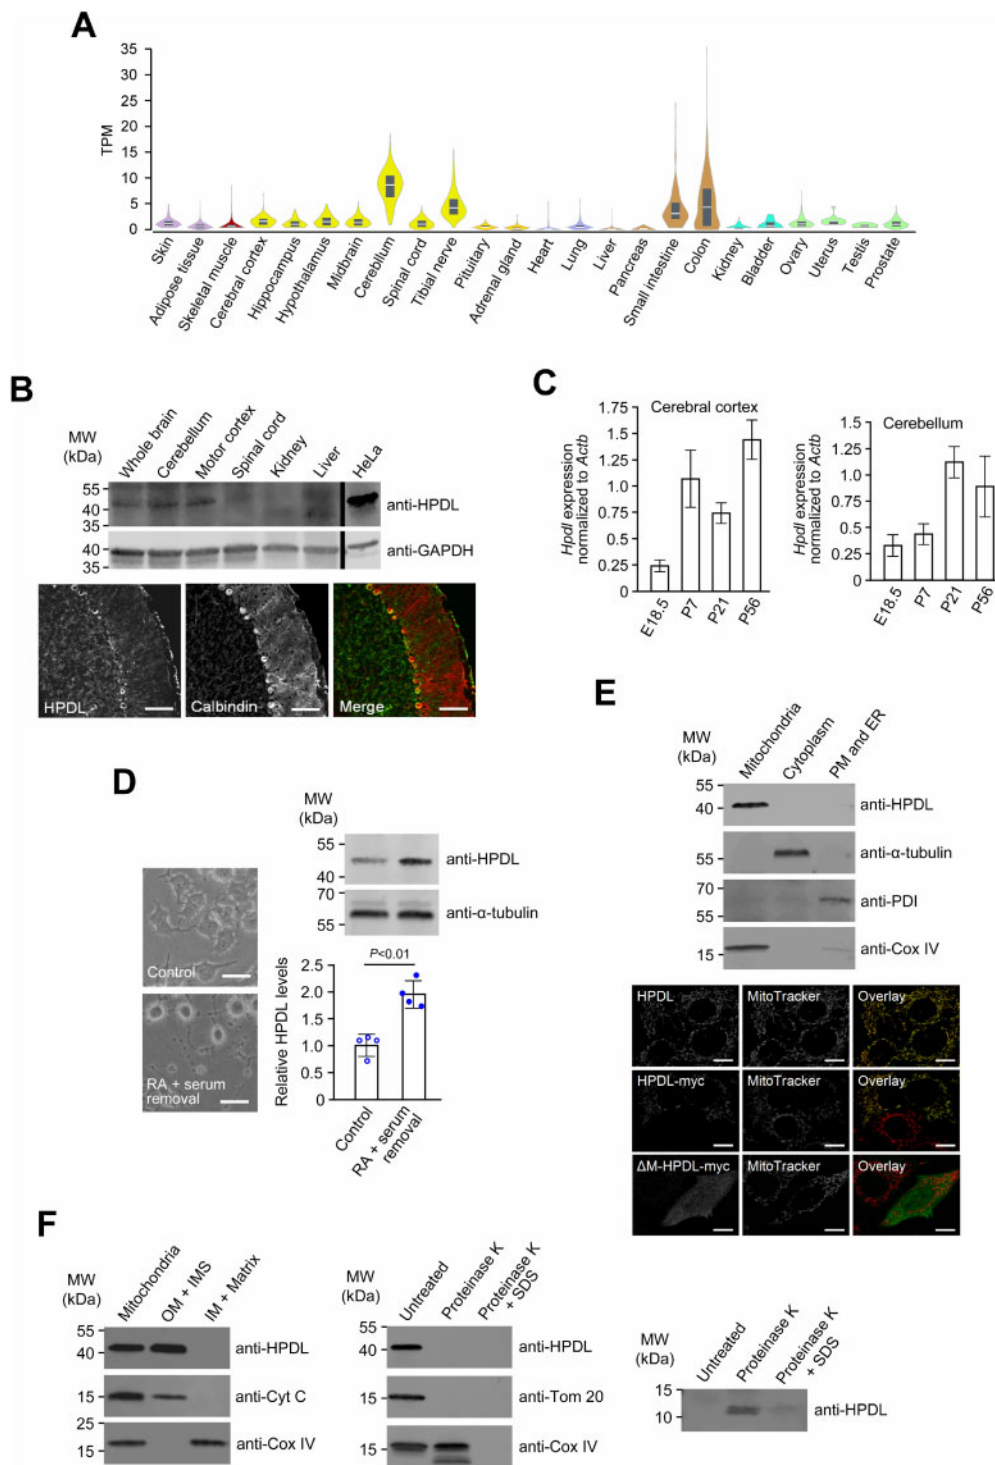 A
35
30
25
20
15
10
5
0
TPM
Skin
Adipose tissue
Skeletal muscle
Cerebral cortex
Hippocampus
Hypothalamus
Midbrain
Cerebllum
Spinal cord
Tibial nerve
Pituitary
Adrenal gland
Heart
Lung
Liver
Pancreas
Small intestine
Colon
Kidney
Bladder
Ovary
Uterus
Testis
Prostate
B
MW
(kDa)
Whole brain
Cerebellum
Motor cortex
Spinal cord
Kidney
Liver
HeLa
55
40
35
anti-HPDL
40
35
anti-GAPDH
HPDL
Calbindin
Merge
C
Cerebral cortex
Hpdl expression
normalized to Actb
1.75
1.5
1.25
1.0
0.75
0.5
0.25
0
E18.5
P7
P21
P56
Cerebellum
Hpdl expression
normalized to Actb
1.75
1.5
1.25
1.0
0.75
0.5
0.25
0
E18.5
P7
P21
P56
D
Control
RA + serum
removal
MW
(kDa)
55
40
anti-HPDL
70
55
anti-α-tubulin
P<0.01
Relative HPDL levels
2.5
2.0
1.5
1.0
0.5
0
Control
RA + serum
removal
E
MW
(kDa)
Mitochondria
Cytoplasm
PM and ER
55
40
anti-HPDL
55
anti-α-tubulin
70
55
anti-PDI
15
anti-Cox IV
HPDL
MitoTracker
Overlay
HPDL-myc
MitoTracker
Overlay
ΔM-HPDL-myc
MitoTracker
Overlay
F
MW
(kDa)
Mitochondria
OM + IMS
IM + Matrix
55
40
anti-HPDL
15
anti-Cyt C
25
15
anti-Cox IV
MW
(kDa)
Untreated
Proteinase K
Proteinase K
+ SDS
55
40
anti-HPDL
15
anti-Tom 20
15
anti-Cox IV
MW
(kDa)
Untreated
Proteinase K
Proteinase K
+ SDS
15
10
anti-HPDL